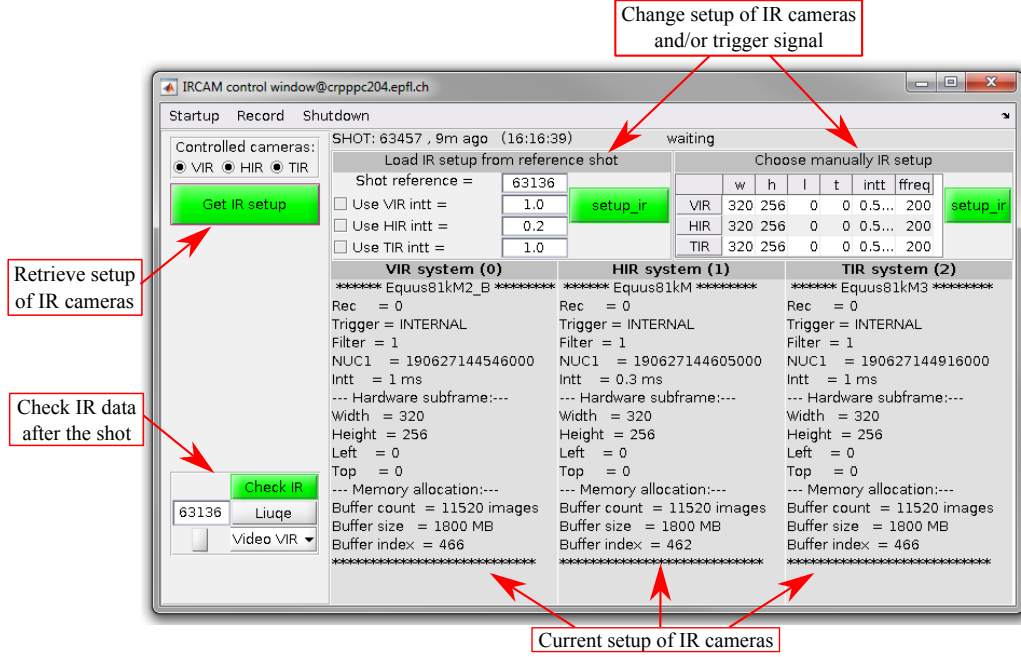 Change setup of IR cameras
and/or trigger signal
IRCAM control window@crpppc204.epfl.ch
Startup Record Shutdown
Controlled cameras:
VIR HIR TIR
Get IR setup
SHOT: 63457 , 9m ago (16:16:39) waiting
Load IR setup from reference shot
Shot reference = 63136
Use VIR intt = 1.0
Use HIR intt = 0.2
Use TIR intt = 1.0
setup_ir
Choose manually IR setup
w h l t intt ffreq
VIR 320 256 0 0 0.5... 200
HIR 320 256 0 0 0.5... 200
TIR 320 256 0 0 0.5... 200
setup_ir
Retrieve setup
of IR cameras
Check IR data
after the shot
Check IR
63136 Liuqe
Video VIR
VIR system (0)
****** Equus81kM2_B ********
Rec = 0
Trigger = INTERNAL
Filter = 1
NUC1 = 190627144546000
Intt = 1 ms
--- Hardware subframe:---
Width = 320
Height = 256
Left = 0
Top = 0
--- Memory allocation:---
Buffer count = 11520 images
Buffer size = 1800 MB
Buffer index = 466
***************************
HIR system (1)
****** Equus81kM ********
Rec = 0
Trigger = INTERNAL
Filter = 1
NUC1 = 190627144605000
Intt = 0.3 ms
--- Hardware subframe:---
Width = 320
Height = 256
Left = 0
Top = 0
--- Memory allocation:---
Buffer count = 11520 images
Buffer size = 1800 MB
Buffer index = 462
***************************
TIR system (2)
****** Equus81kM3 ********
Rec = 0
Trigger = INTERNAL
Filter = 1
NUC1 = 190627144916000
Intt = 1 ms
--- Hardware subframe:---
Width = 320
Height = 256
Left = 0
Top = 0
--- Memory allocation:---
Buffer count = 11520 images
Buffer size = 1800 MB
Buffer index = 466
***************************
Current setup of IR cameras